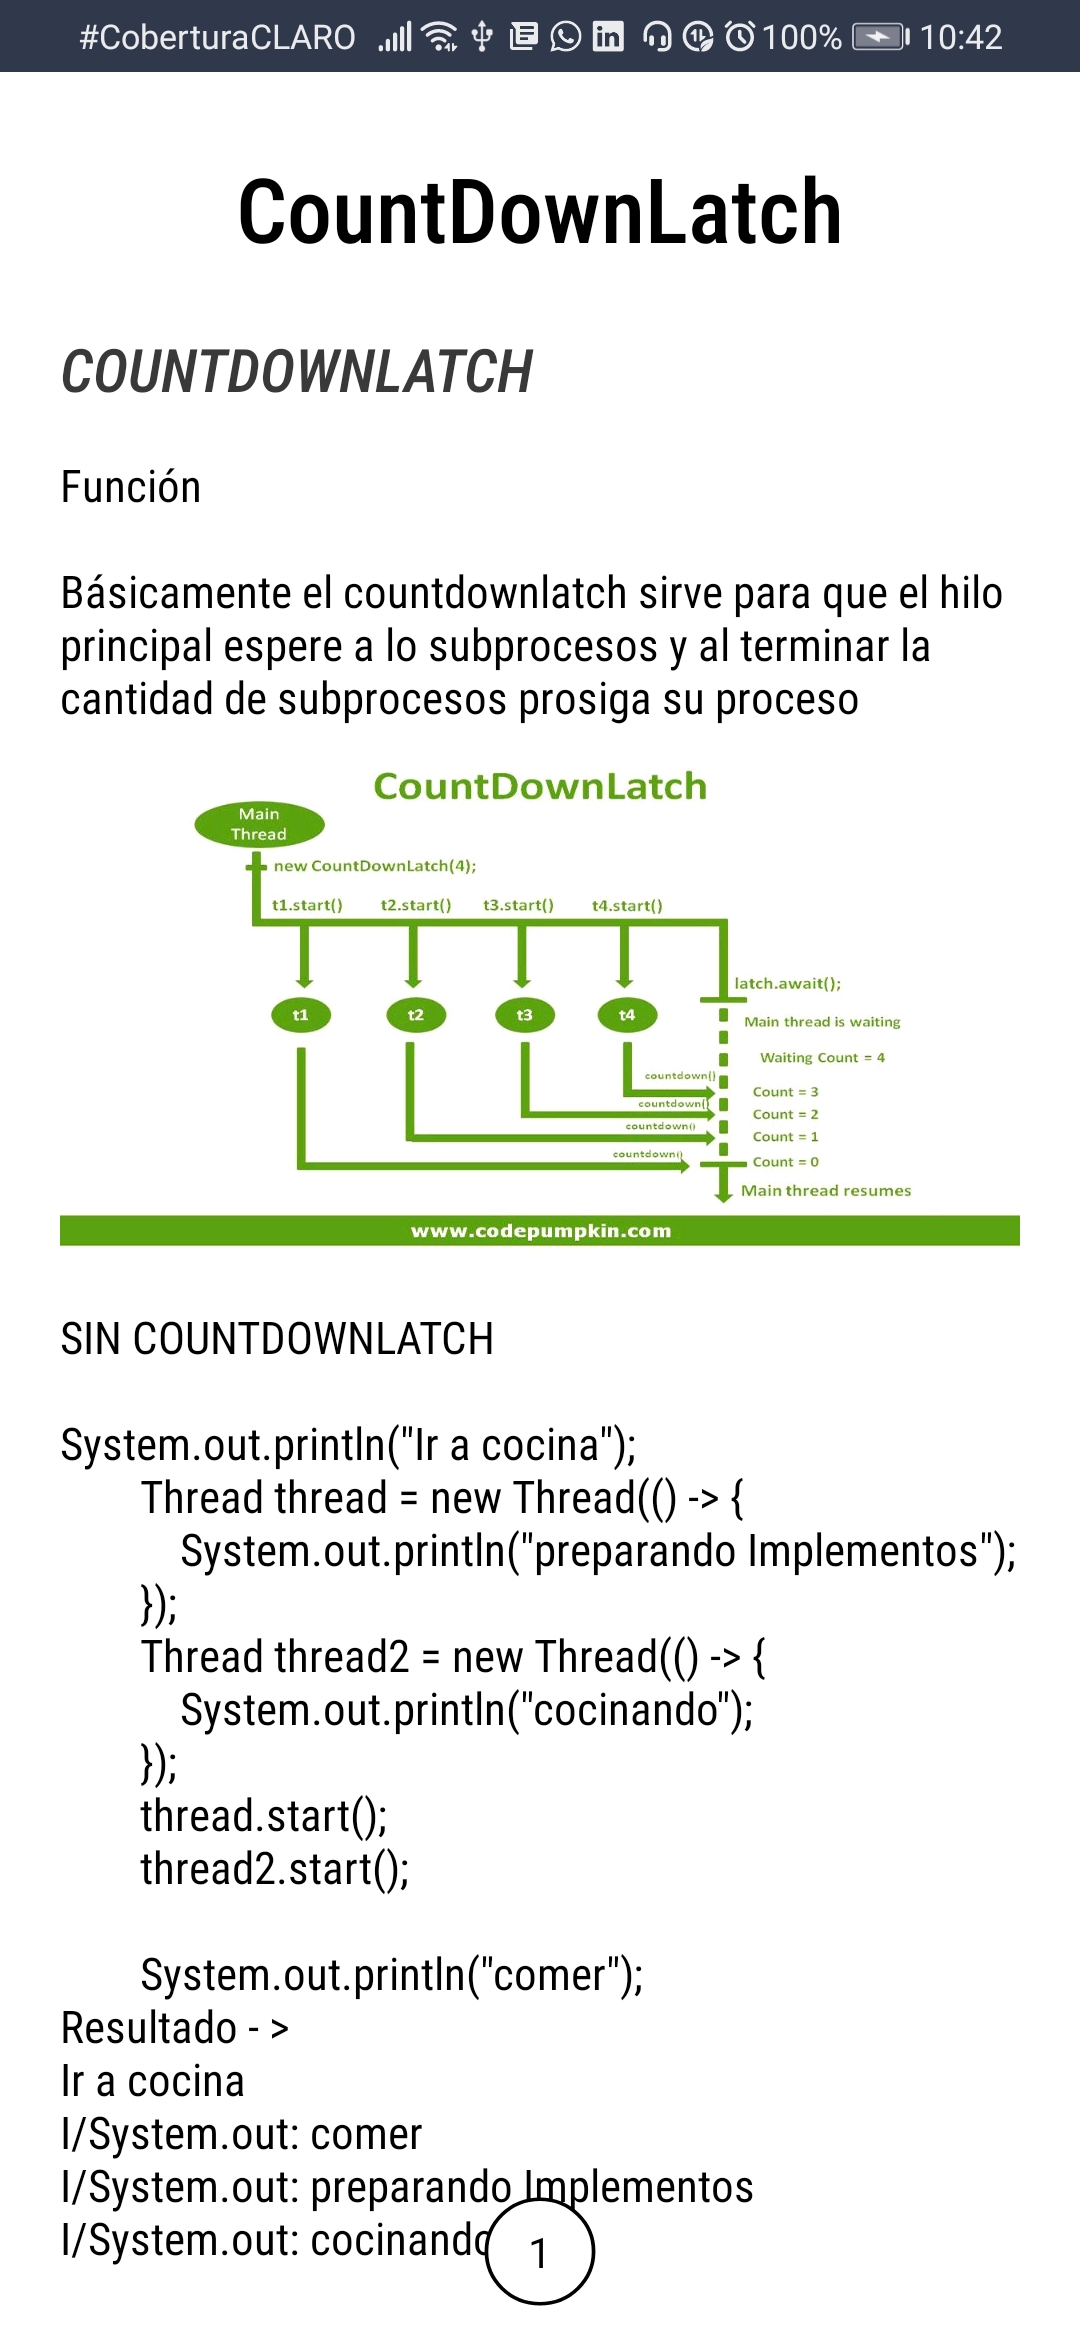 #CoberturaCLARO 100% 10:42
CountDownLatch
COUNTDOWNLATCH
Función
Básicamente el countdownlatch sirve para que el hilo
principal espere a lo subprocesos y al terminar la
cantidad de subprocesos prosiga su proceso
CountDownLatch
Main
Thread
new CountDownLatch(4);
t1.start() t2.start() t3.start() t4.start()
latch.await();
t1 t2 t3 t4
Main thread is waiting
Waiting Count = 4
countdown()
Count = 3
countdown()
Count = 2
countdown()
Count = 1
countdown()
Count = 0
Main thread resumes
www.codepumpkin.com
SIN COUNTDOWNLATCH
System.out.println("Ir a cocina");
Thread thread = new Thread(() -> {
System.out.println("preparando Implementos");
});
Thread thread2 = new Thread(() -> {
System.out.println("cocinando");
});
thread.start();
thread2.start();
System.out.println("comer");
Resultado - >
Ir a cocina
I/System.out: comer
I/System.out: preparando Implementos
I/System.out: cocinando
1